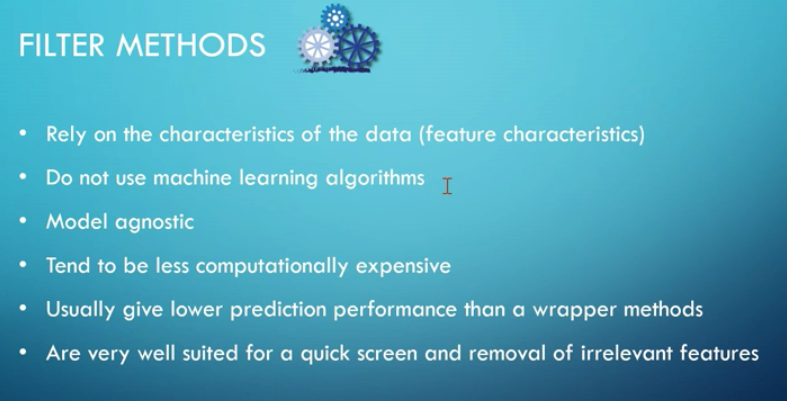 FILTER METHODS
• Rely on the characteristics of the data (feature characteristics)
• Do not use machine learning algorithms
• Model agnostic
• Tend to be less computationally expensive
• Usually give lower prediction performance than a wrapper methods
• Are very well suited for a quick screen and removal of irrelevant features